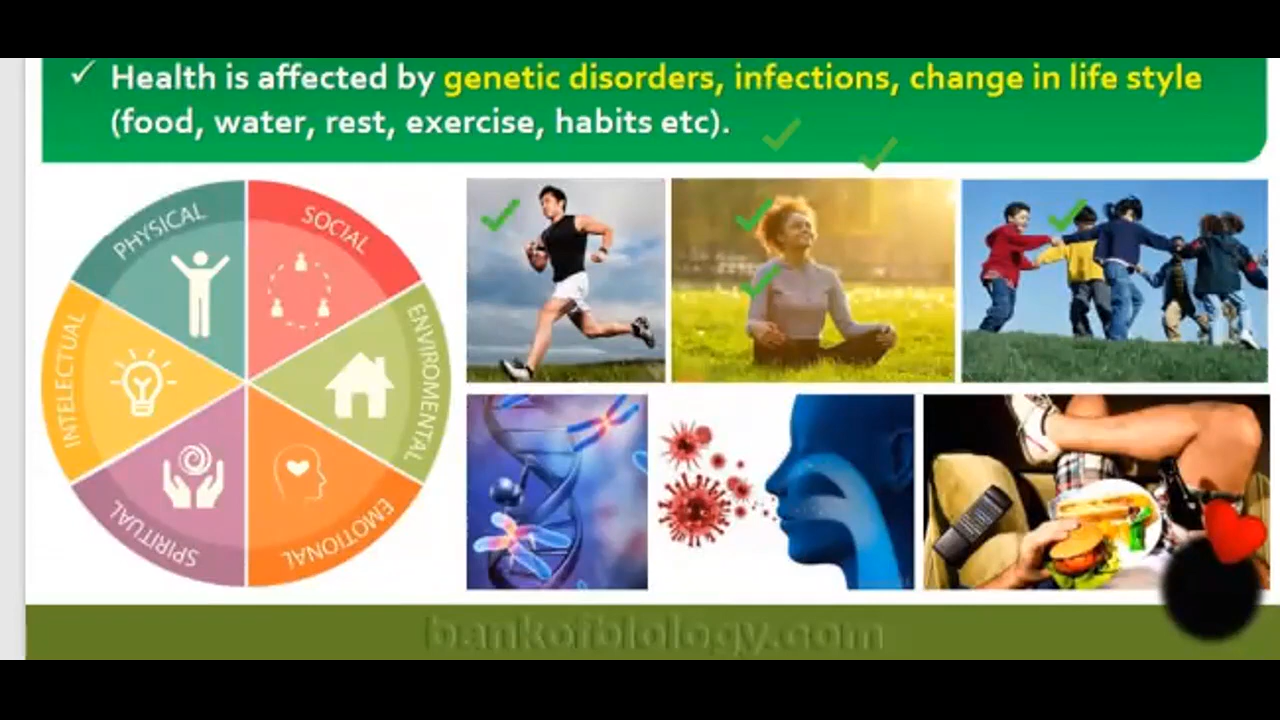 ✓ Health is affected by genetic disorders, infections, change in life style
(food, water, rest, exercise, habits etc).
PHYSICAL
SOCIAL
INTELECTUAL
ENVIROMENTAL
SPIRITUAL
EMOTIONAL
bankofbiology.com